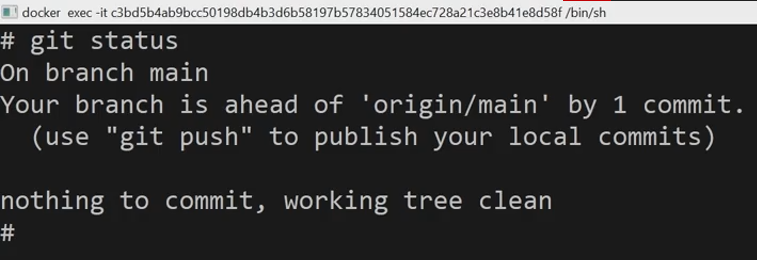 docker exec -it c3bd5b4ab9bcc50198db4b3d6b58197b57834051584ec728a21c3e8b41e8d58f /bin/sh
# git status
On branch main
Your branch is ahead of 'origin/main' by 1 commit.
  (use "git push" to publish your local commits)
nothing to commit, working tree clean
#